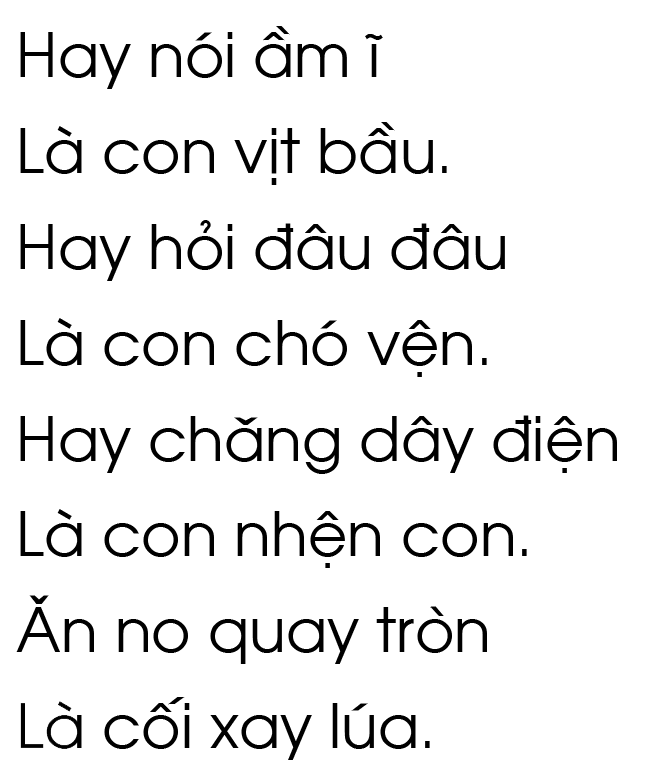 Hay nói ầm ĩ
Là con vịt bầu.
Hay hỏi đâu đâu
Là con chó vện.
Hay chăng dây điện
Là con nhện con.
Ăn no quay tròn
Là cối xay lúa.